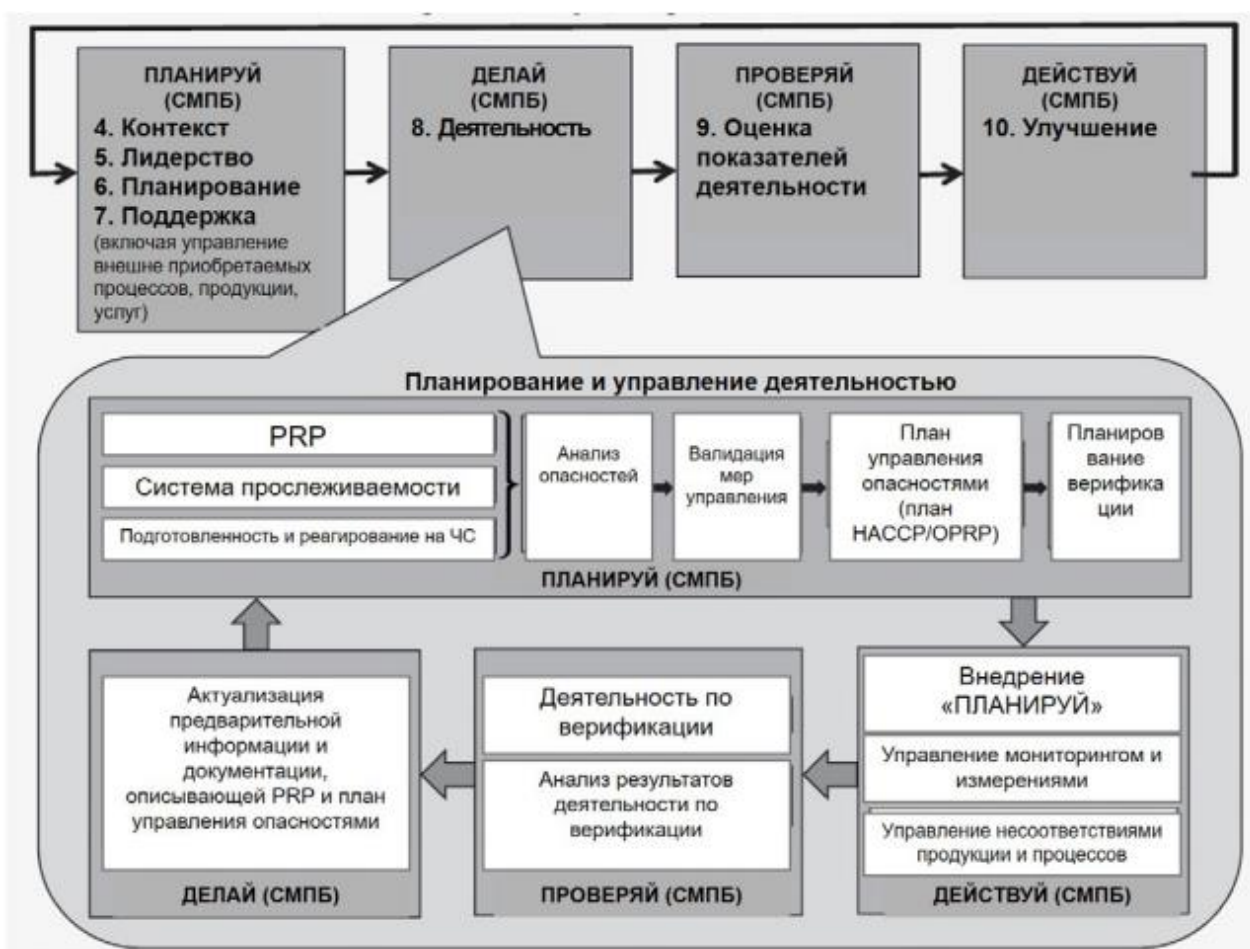 ПЛАНИРУЙ
(СМПБ)
4. Контекст
5. Лидерство
6. Планирование
7. Поддержка
(включая управление
внешне приобретаемых
процессов, продукции,
услуг)
ДЕЛАЙ
(СМПБ)
8. Деятельность
ПРОВЕРЯЙ
(СМПБ)
9. Оценка
показателей
деятельности
ДЕЙСТВУЙ
(СМПБ)
10. Улучшение
Планирование и управление деятельностью
PRP
Система прослеживаемости
Подготовленность и реагирование на ЧС
Анализ
опасностей
Валидация
мер
управления
План
управления
опасностями
(план
НАССР/OPRP)
Планиров
вание
верифика
ции
ПЛАНИРУЙ (СМПБ)
Актуализация
предварительной
информации и
документации,
описывающей PRP и план
управления опасностями
ДЕЛАЙ (СМПБ)
Деятельность по
верификации
Анализ результатов
деятельности по
верификации
ПРОВЕРЯЙ (СМПБ)
Внедрение
«ПЛАНИРУЙ»
Управление мониторингом и
измерениями
Управление несоответствиями
продукции и процессов
ДЕЙСТВУЙ (СМПБ)